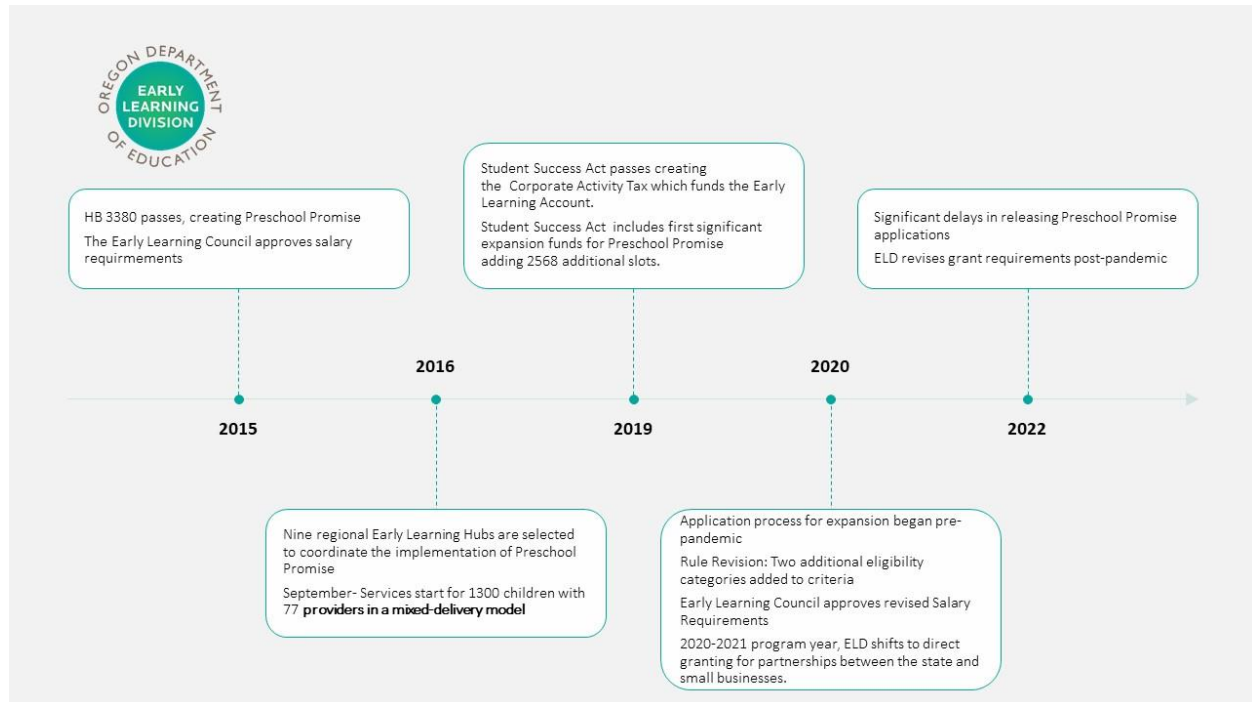 OREGON DEPARTMENT
OF EDUCATION
EARLY
LEARNING
DIVISION
HB 3380 passes, creating Preschool Promise
The Early Learning Council approves salary
requirmements
2015
2016
Nine regional Early Learning Hubs are selected
to coordinate the implementation of Preschool
Promise
September- Services start for 1300 children with
77 providers in a mixed-delivery model
Student Success Act passes creating
the Corporate Activity Tax which funds the Early
Learning Account.
Student Success Act includes first significant
expansion funds for Preschool Promise
adding 2568 additional slots.
2019
2020
Application process for expansion began pre-
pandemic
Rule Revision: Two additional eligibility
categories added to criteria
Early Learning Council approves revised Salary
Requirements
2020-2021 program year, ELD shifts to direct
granting for partnerships between the state and
small businesses.
Significant delays in releasing Preschool Promise
applications
ELD revises grant requirements post-pandemic
2022